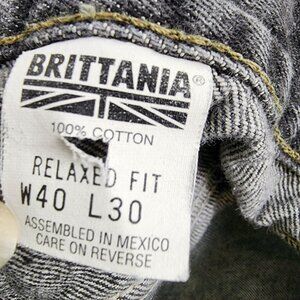 BRITTANIA®
100% COTTON
RELAXED FIT
W40 L30
ASSEMBLED IN MEXICO
CARE ON REVERSE